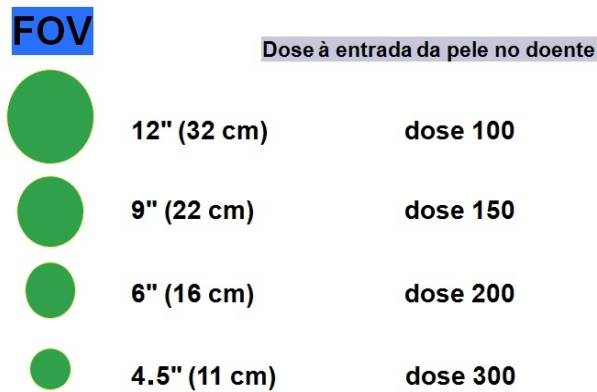 FOV
Dose à entrada da pele no doente
12" (32 cm) dose 100
9" (22 cm) dose 150
6" (16 cm) dose 200
4.5" (11 cm) dose 300